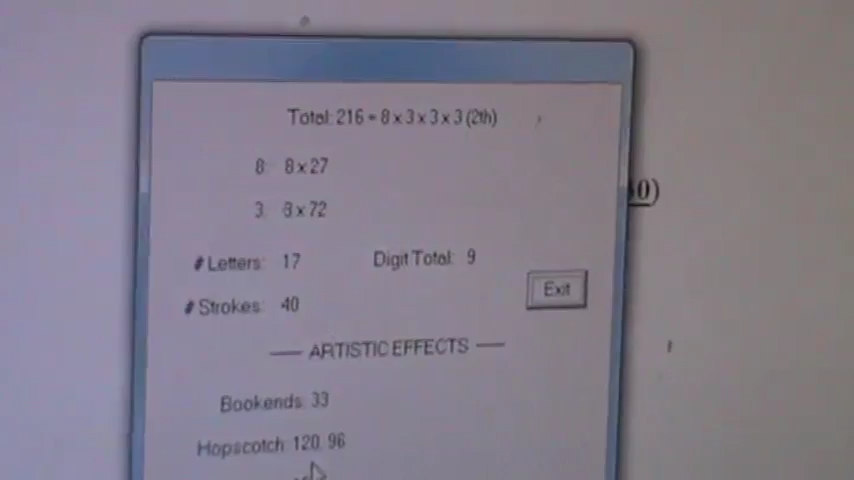 Total: 216 = 8 x 3 x 3 x 3 (2th)
8: 8 x 27
3: 3 x 72
# Letters: 17 Digit Total: 9
# Strokes: 40
Exit
ARTISTIC EFFECTS
Bookends: 33
Hopscotch: 120, 96